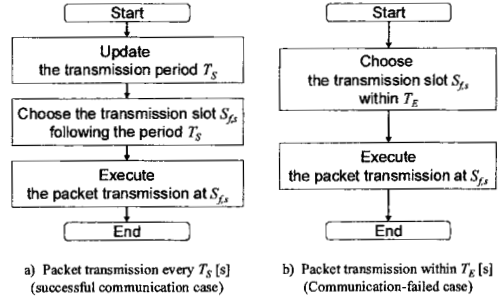 Start
Update
the transmission period T_S
Choose the transmission slot S_f,s
following the period T_S
Execute
the packet transmission at S_f,s
End
a) Packet transmission every T_S [s]
(successful communication case)
Start
Choose
the transmission slot S_f,s
within T_E
Execute
the packet transmission at S_f,s
End
b) Packet transmission within T_E [s]
(Communication-failed case)